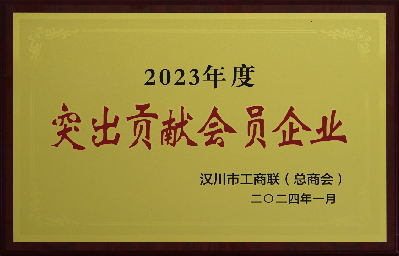 2023年度
突出贡献会员企业
汉川市工商联（总商会）
二〇二四年一月